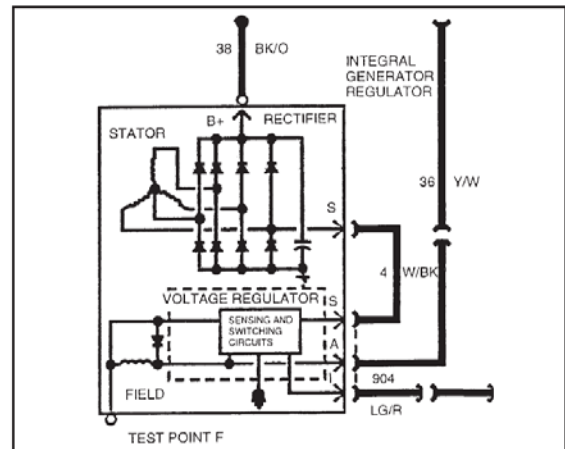 38 BK/O
INTEGRAL
GENERATOR
REGULATOR
B+ RECTIFIER
STATOR
36 Y/W
S
4 W/BK
VOLTAGE REGULATOR S
SENSING AND
SWITCHING
CIRCUITS
A
I 904
FIELD
LG/R
TEST POINT F